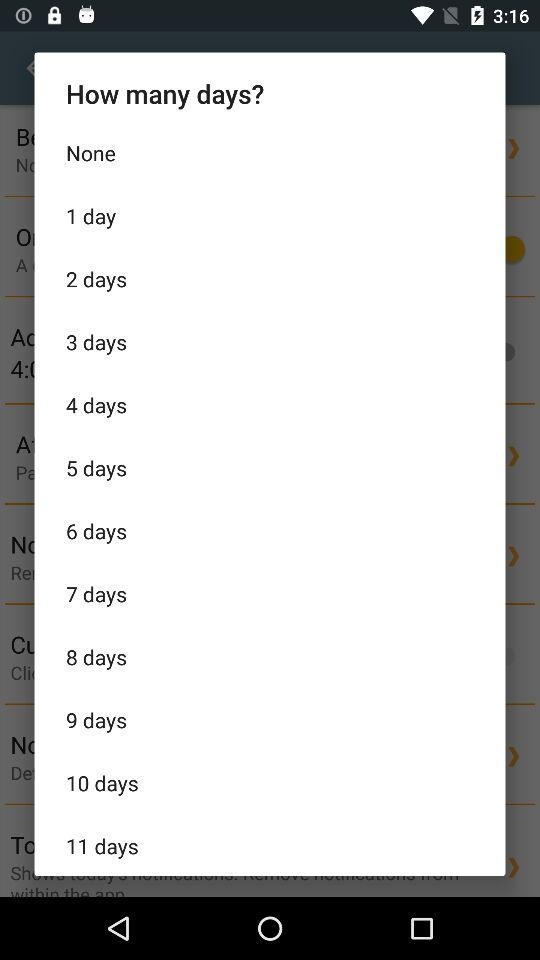 3:16
How many days?
None
1 day
2 days
3 days
4 days
5 days
6 days
7 days
8 days
9 days
10 days
11 days
Shows today's notifications. Remove notifications from
within the app